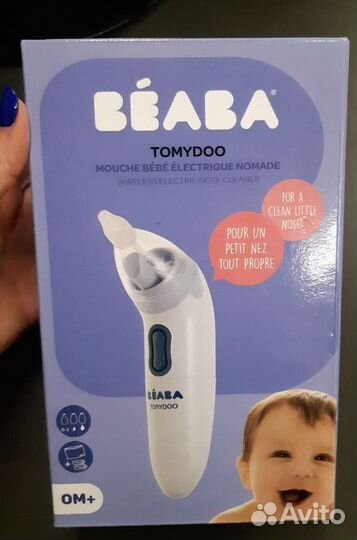 BÉABA®
TOMYDOO
MOUCHE BÉBÉ ÉLECTRIQUE NOMADE
WIRELESS ELECTRIC NOSE CLEANER
FOR A
CLEAN LITTLE
NOSE!
POUR UN
PETIT NEZ
TOUT PROPRE
BÉABA
TOMYDOO
0M+
Avito